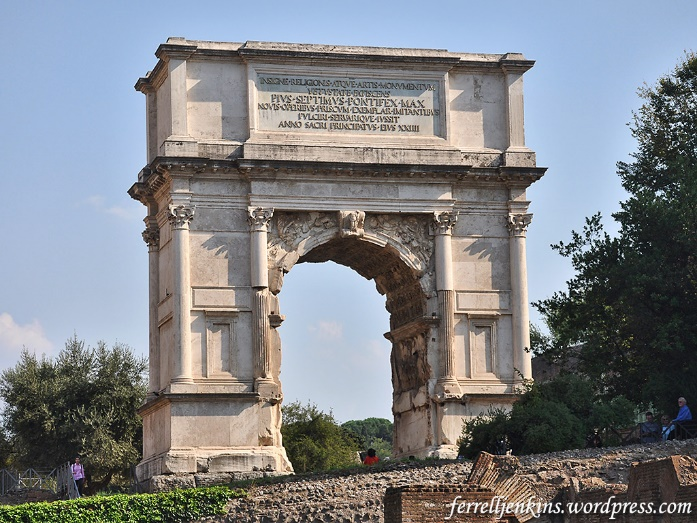 INSIGNE · RELIGIONIS · ATQVE · ARTIS · MONVMENTVM
VETVSTATE · FATISCENS
PIVS · SEPTIMVS · PONTIFEX · MAX
NOVIS · OPERIBVS · PRISCVM · EXEMPLAR · IMITANTIBVS
FVLCIRI · SERVARIQVE · IVSSIT
ANNO · SACRI · PRINCIPATVS · EIVS · XXIIII
ferrelljenkins.wordpress.com